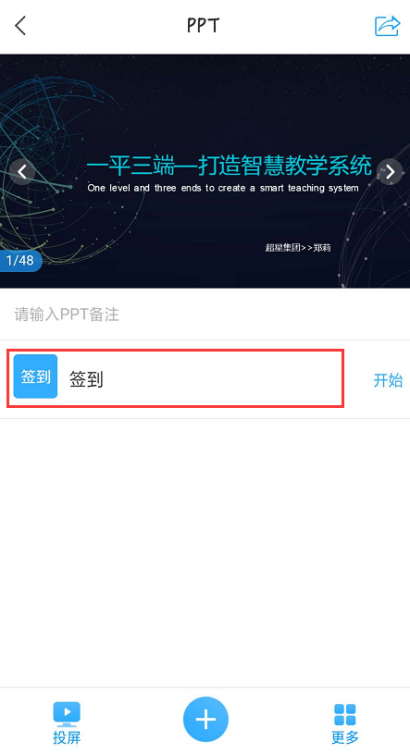 PPT
一平三端—打造智慧教学系统
One level and three ends to create a smart teaching system
超星集团>>郑莉
1/48
请输入PPT备注
签到 签到 开始
投屏 更多